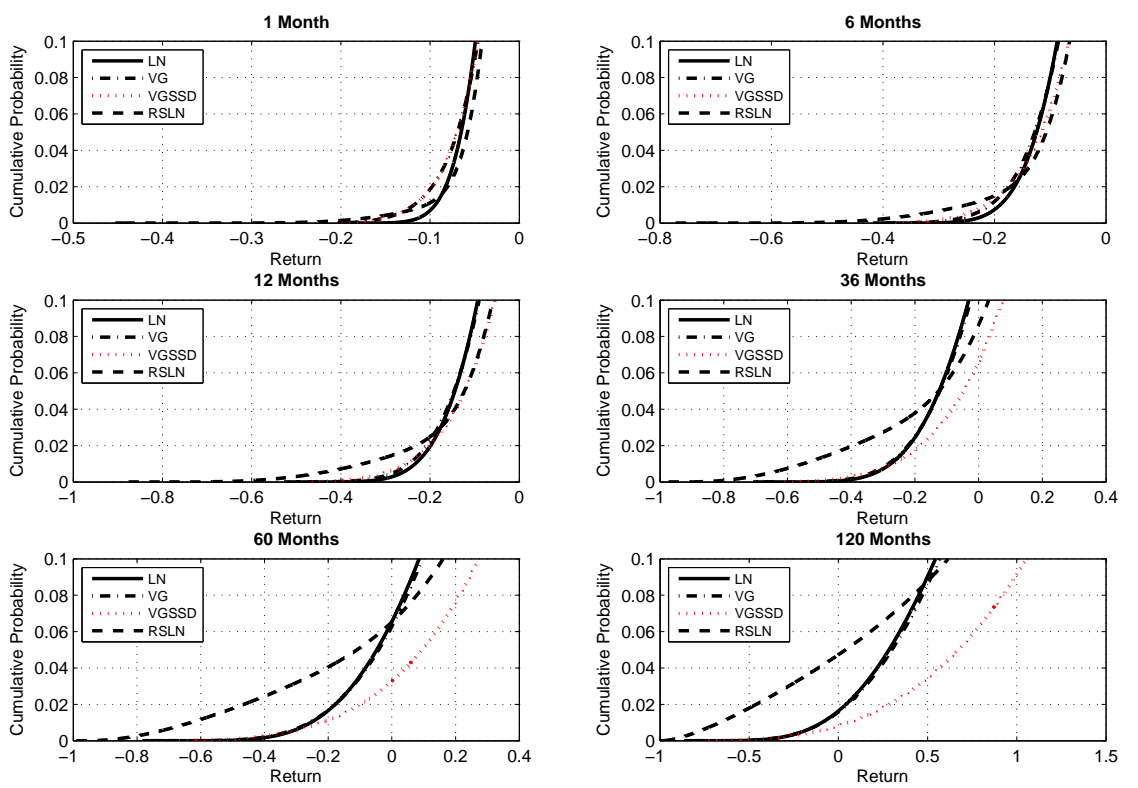 1 Month
Cumulative Probability
0.1
0.08
0.06
0.04
0.02
0
LN
VG
VGSSD
RSLN
−0.5 −0.4 −0.3 −0.2 −0.1 0
Return
6 Months
Cumulative Probability
0.1
0.08
0.06
0.04
0.02
0
LN
VG
VGSSD
RSLN
−0.8 −0.6 −0.4 −0.2 0
Return
12 Months
Cumulative Probability
0.1
0.08
0.06
0.04
0.02
0
LN
VG
VGSSD
RSLN
−1 −0.8 −0.6 −0.4 −0.2 0
Return
36 Months
Cumulative Probability
0.1
0.08
0.06
0.04
0.02
0
LN
VG
VGSSD
RSLN
−1 −0.8 −0.6 −0.4 −0.2 0 0.2 0.4
Return
60 Months
Cumulative Probability
0.1
0.08
0.06
0.04
0.02
0
LN
VG
VGSSD
RSLN
−1 −0.8 −0.6 −0.4 −0.2 0 0.2 0.4
Return
120 Months
Cumulative Probability
0.1
0.08
0.06
0.04
0.02
0
LN
VG
VGSSD
RSLN
−1 −0.5 0 0.5 1 1.5
Return